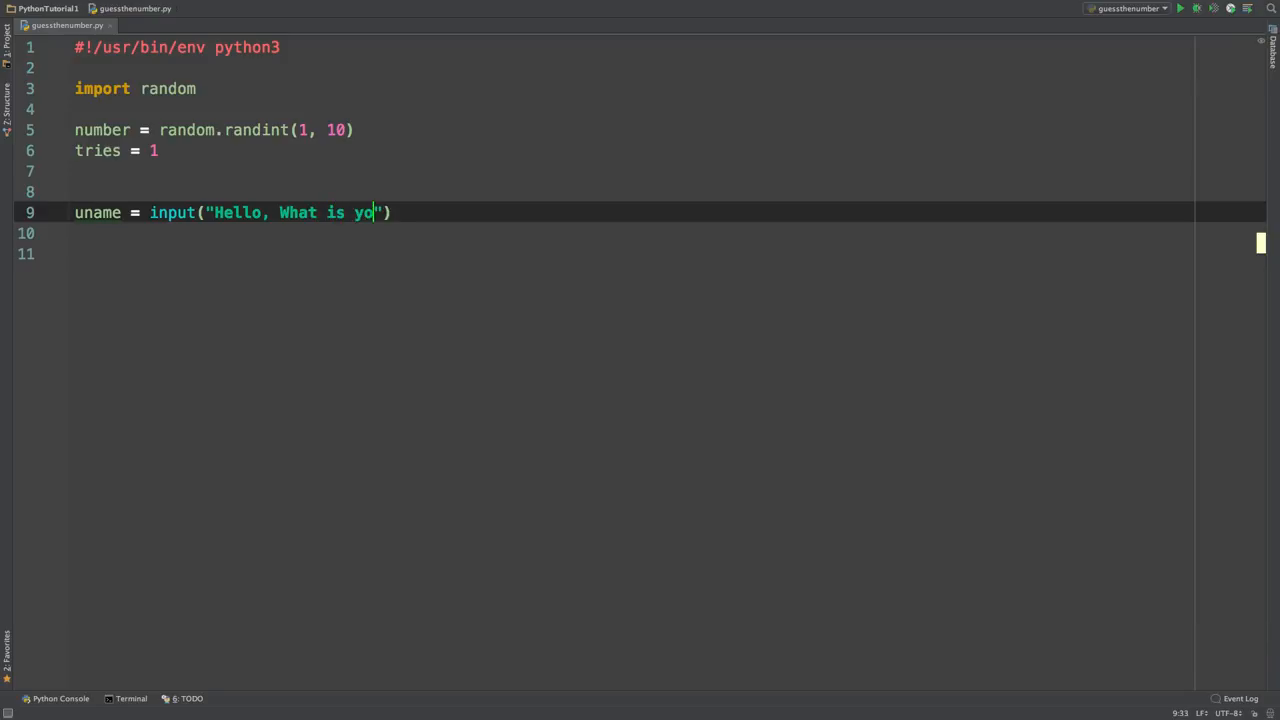 PythonTutorial1 guessthenumber.py guessthenumber
guessthenumber.py
1: Project
Z: Structure
2: Favorites
Database
1 #!/usr/bin/env python3
2
3 import random
4
5 number = random.randint(1, 10)
6 tries = 1
7
8
9 uname = input("Hello, What is yo")
10
11
Python Console Terminal 6: TODO Event Log
9:33 LF÷ UTF-8÷